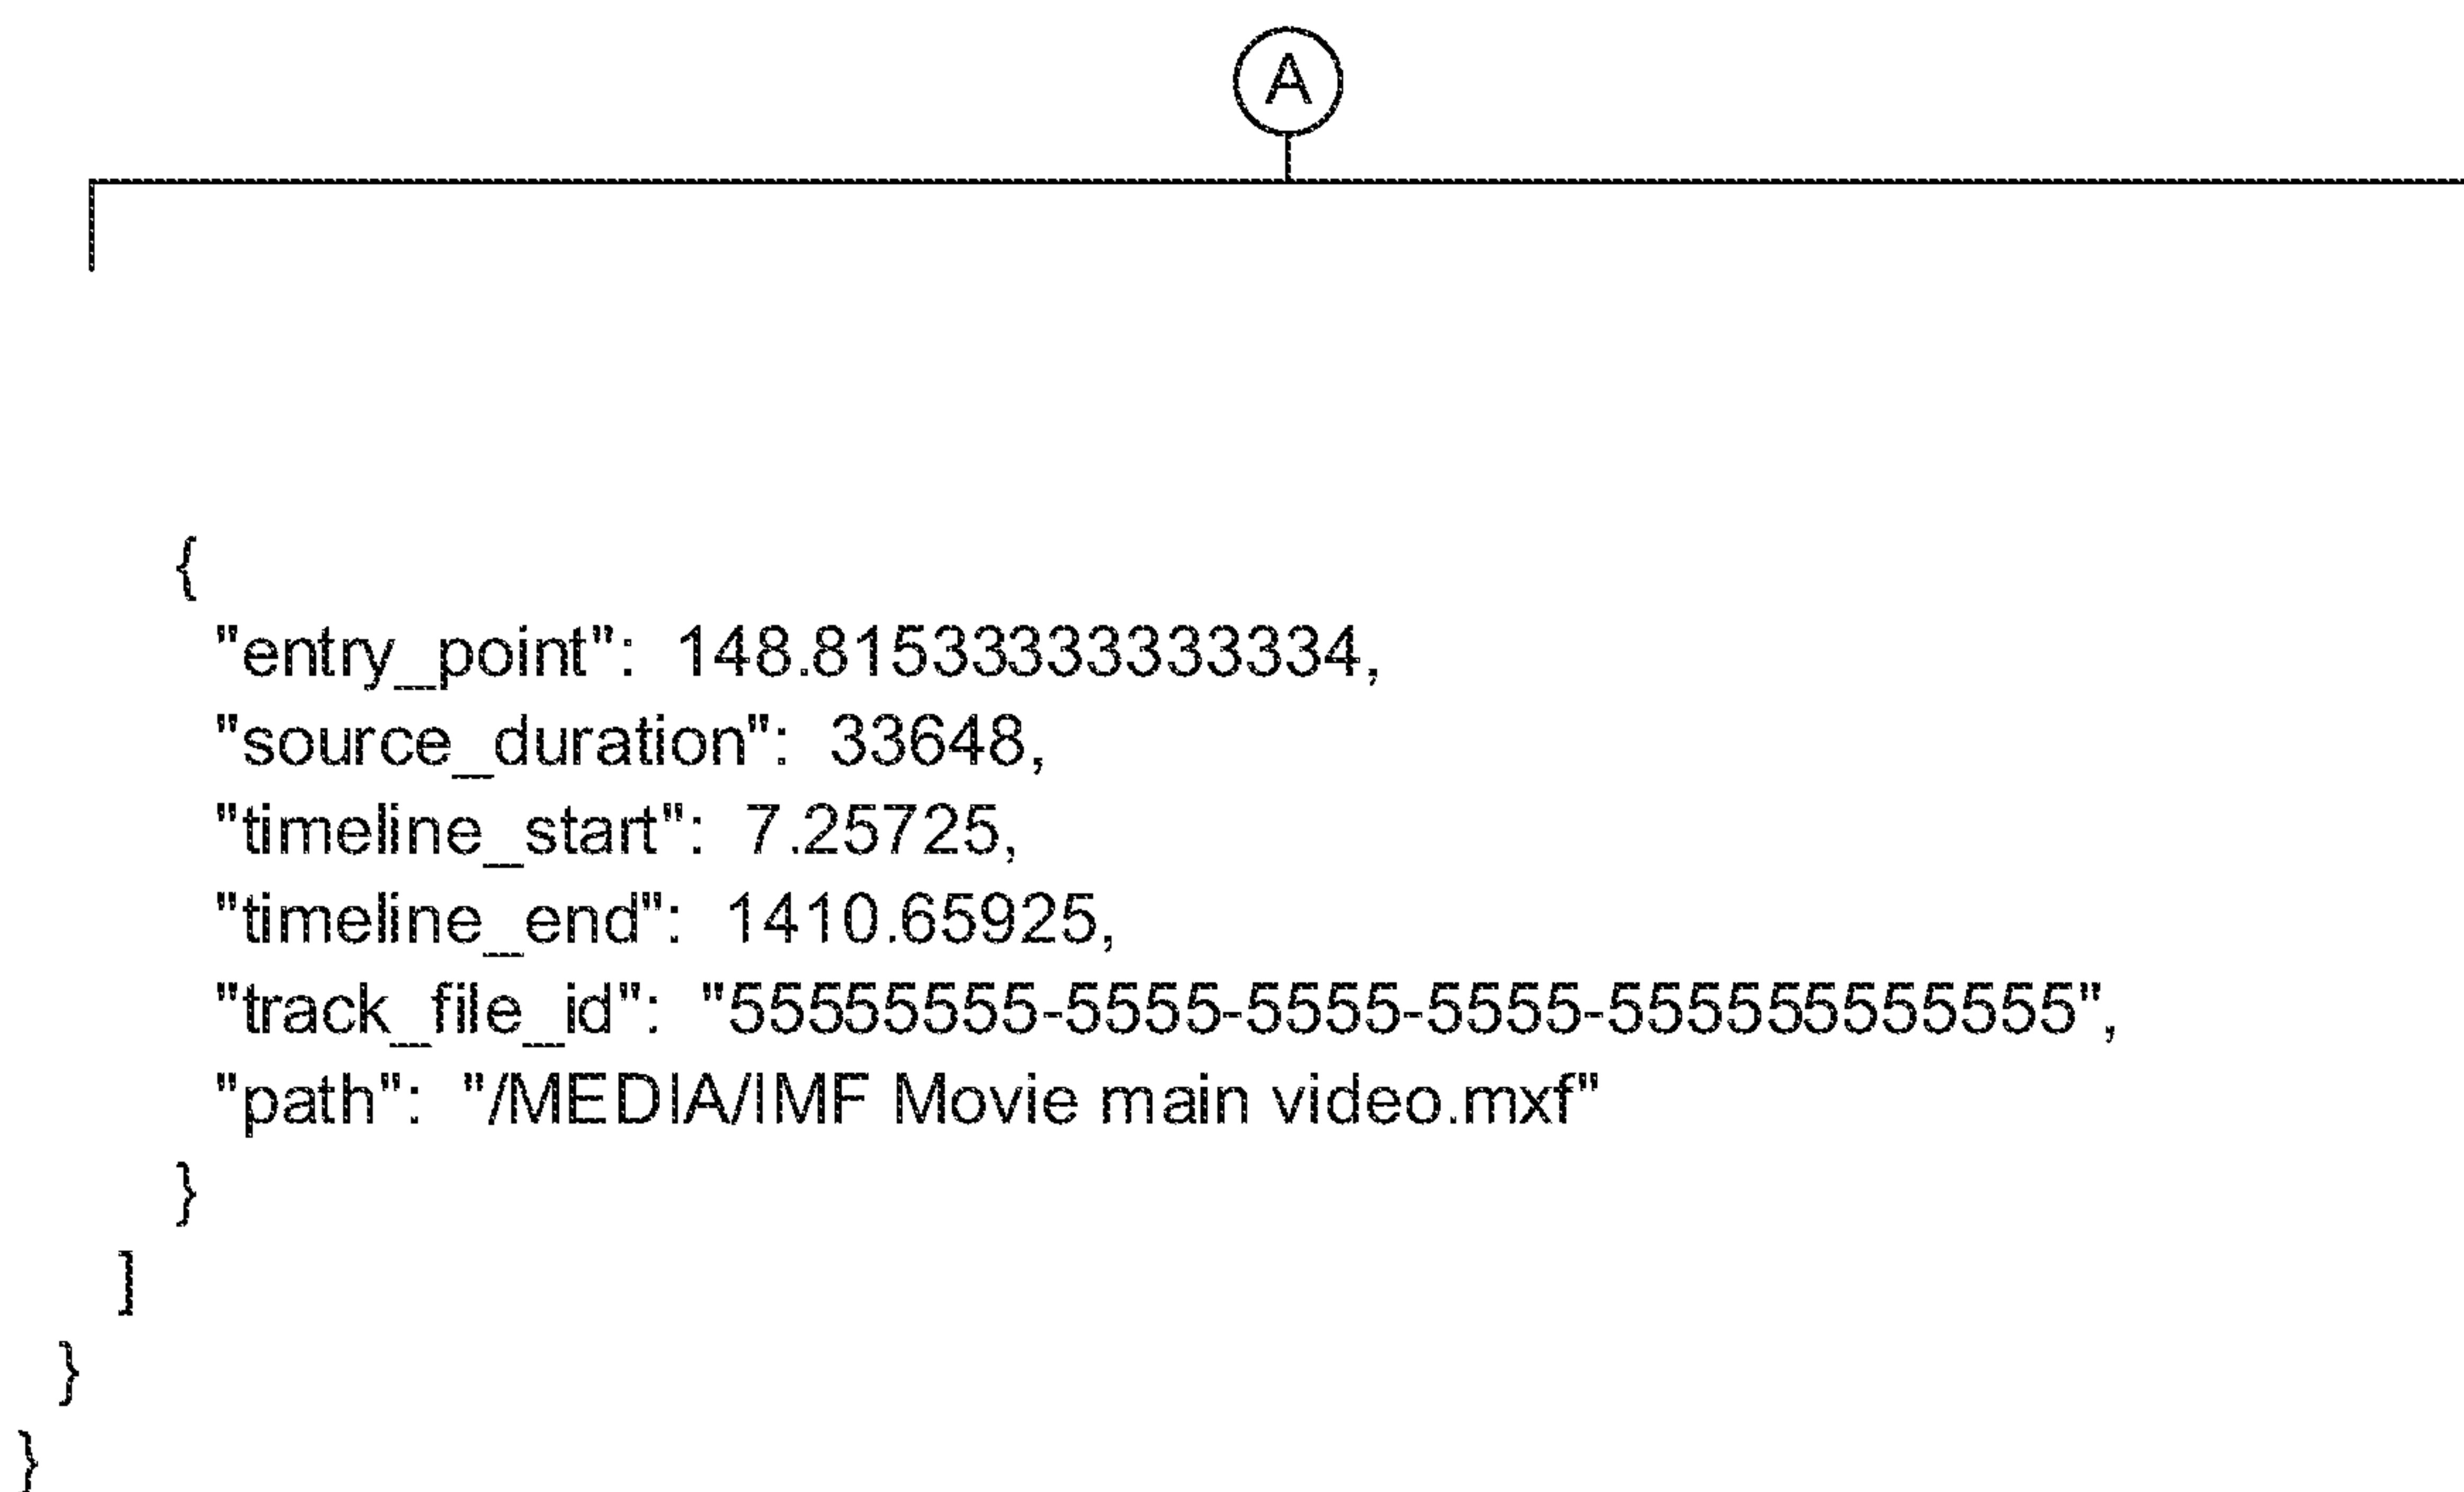 A
{
"entry_point": 148.81533333333334,
"source_duration": 33648,
"timeline_start": 7.25725,
"timeline_end": 1410.65925,
"track_file_id": "55555555-5555-5555-5555-555555555555",
"path": "/MEDIA/IMF Movie main video.mxf"
}
]
}
}